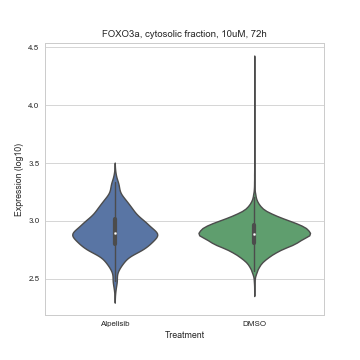 FOXO3a, cytosolic fraction, 10uM, 72h
4.5
4.0
3.5
3.0
2.5
Expression (log10)
Alpelisib
DMSO
Treatment